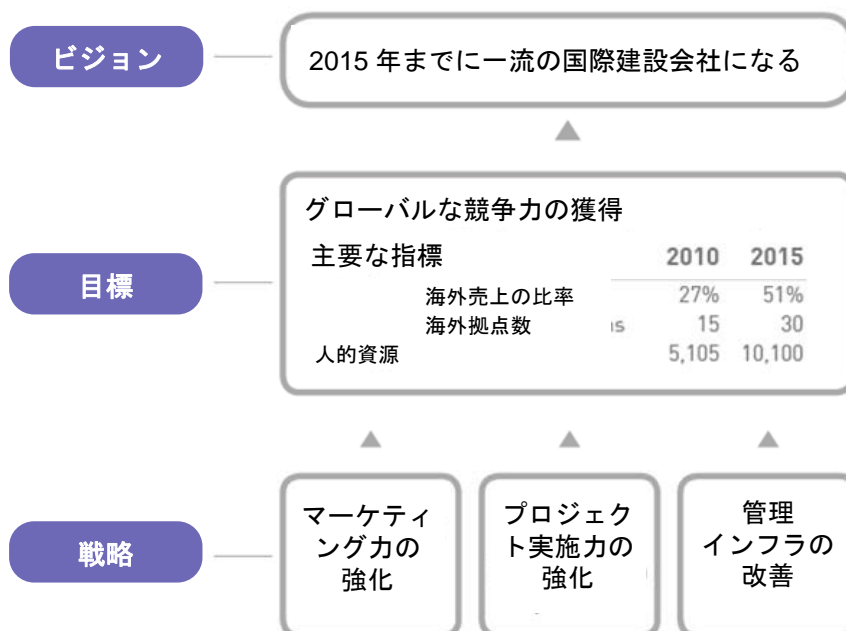 ビジョン
2015 年までに一流の国際建設会社になる
目標
グローバルな競争力の獲得
主要な指標 2010 2015
海外売上の比率 27% 51%
海外拠点数 15 30
人的資源 5,105 10,100
戦略
マーケティ
ング力の
強化
プロジェク
ト実施力の
強化
管理
インフラの
改善